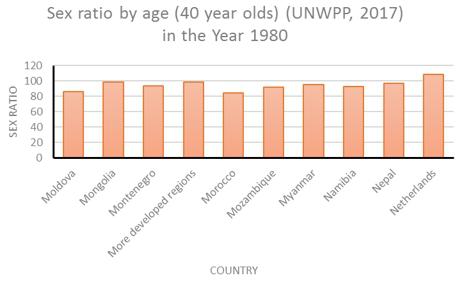 Sex ratio by age (40 year olds) (UNWPP, 2017)
in the Year 1980
SEX RATIO
120
100
80
60
40
20
0
Moldova
Mongolia
Montenegro
More developed regions
Morocco
Mozambique
Myanmar
Namibia
Nepal
Netherlands
COUNTRY